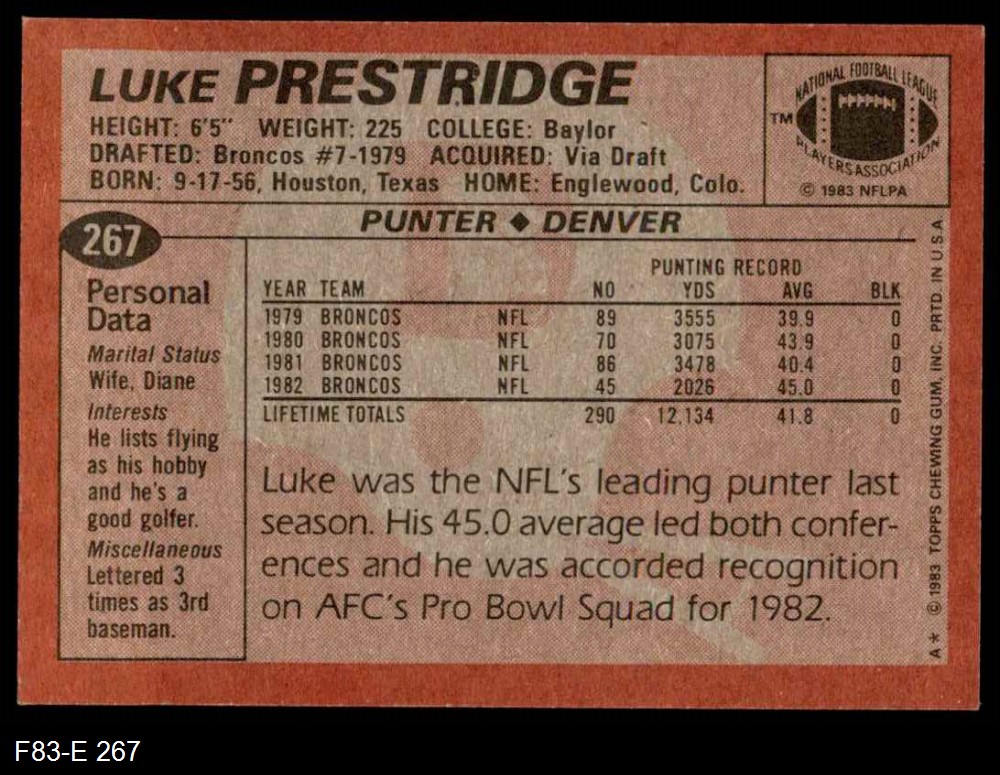 LUKE PRESTRIDGE
HEIGHT: 6'5" WEIGHT: 225 COLLEGE: Baylor
DRAFTED: Broncos #7-1979 ACQUIRED: Via Draft
BORN: 9-17-56, Houston, Texas HOME: Englewood, Colo.
NATIONAL FOOTBALL LEAGUE
TM
PLAYERS ASSOCIATION
© 1983 NFLPA
PUNTER ♦ DENVER
267
Personal
Data
Marital Status
Wife, Diane
Interests
He lists flying
as his hobby
and he's a
good golfer.
Miscellaneous
Lettered 3
times as 3rd
baseman.
PUNTING RECORD
YEAR TEAM NO YDS AVG BLK
1979 BRONCOS NFL 89 3555 39.9 0
1980 BRONCOS NFL 70 3075 43.9 0
1981 BRONCOS NFL 86 3478 40.4 0
1982 BRONCOS NFL 45 2026 45.0 0
LIFETIME TOTALS 290 12,134 41.8 0
Luke was the NFL's leading punter last
season. His 45.0 average led both confer-
ences and he was accorded recognition
on AFC's Pro Bowl Squad for 1982.
A* © 1983 TOPPS CHEWING GUM, INC. PRTD. IN U.S.A
F83-E 267